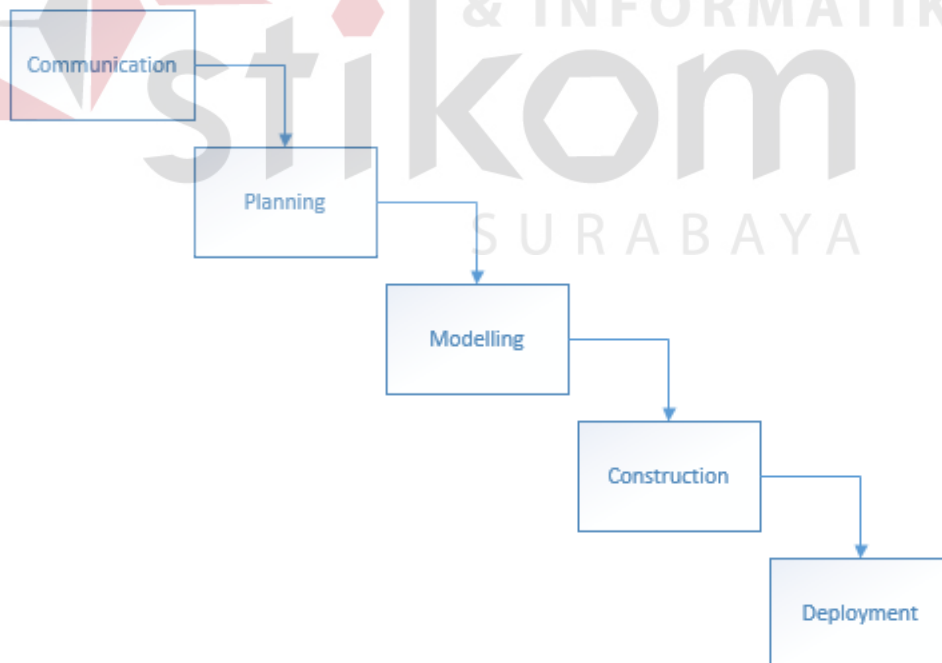 & INFORMATIK
stikom
SURABAYA
Communication
Planning
Modelling
Construction
Deployment